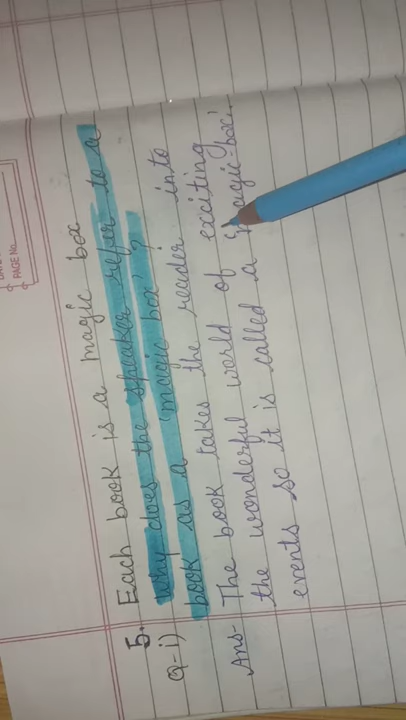 PAGE No.
5. Each book is a magic box
Q-i) Why does the speaker refer to a
book as a 'magic box'?
Ans- The book takes the reader into
the wonderful world of exciting
events so it is called a 'magic-box'.